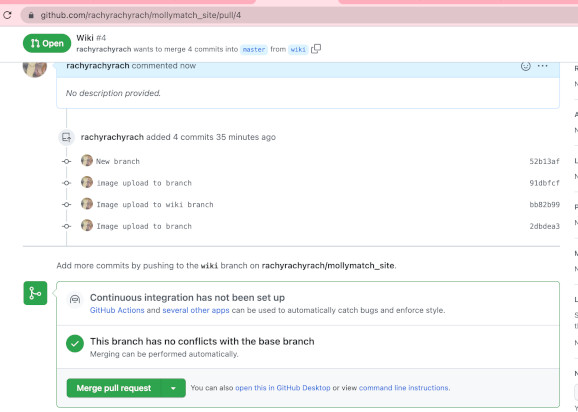 github.com/rachyrachyrach/mollymatch_site/pull/4
Open
Wiki #4
rachyrachyrach wants to merge 4 commits into master from wiki
rachyrachyrach commented now
No description provided.
rachyrachyrach added 4 commits 35 minutes ago
New branch 52b13af
image upload to branch 91dbfcf
Image upload to wiki branch bb82b99
Image upload to branch 2dbdea3
Add more commits by pushing to the wiki branch on rachyrachyrach/mollymatch_site.
Continuous integration has not been set up
GitHub Actions and several other apps can be used to automatically catch bugs and enforce style.
This branch has no conflicts with the base branch
Merging can be performed automatically.
Merge pull request
You can also open this in GitHub Desktop or view command line instructions.